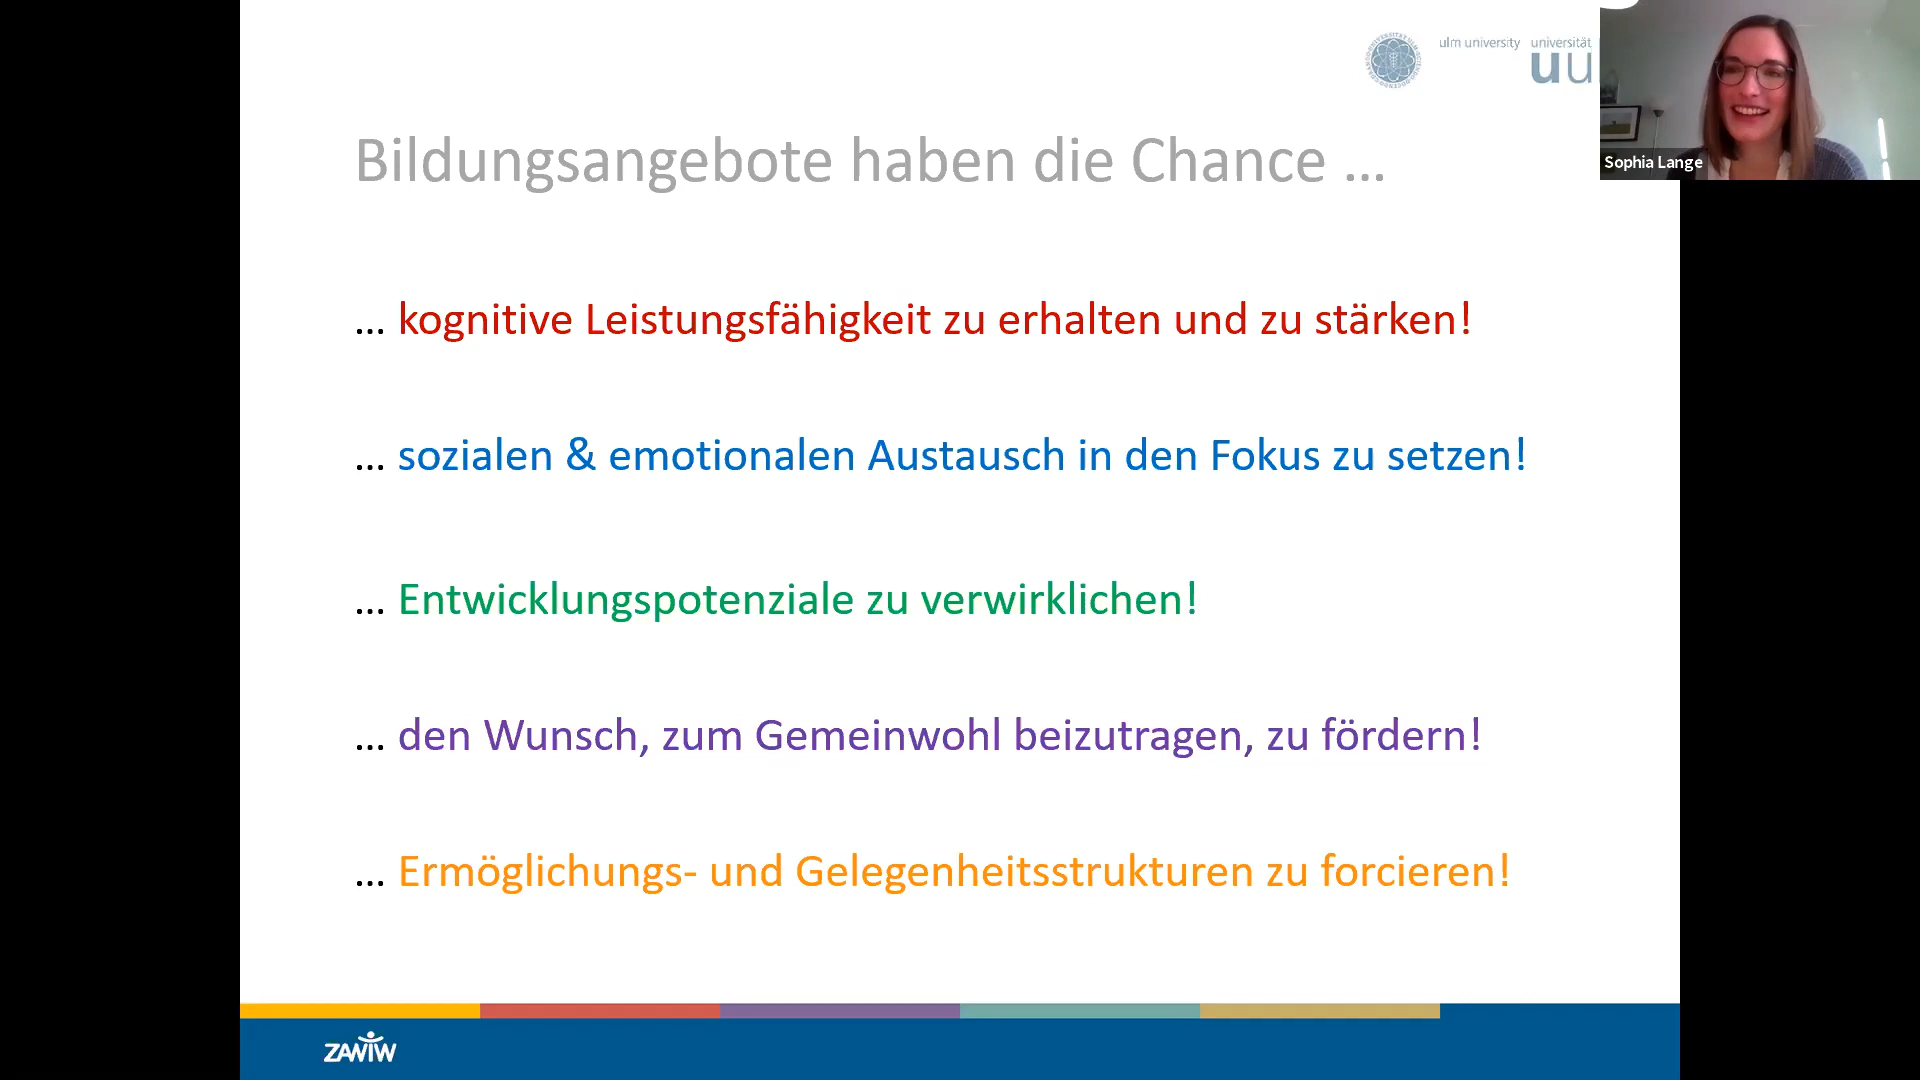 ulm university universität
uu
Bildungsangebote haben die Chance ...
... kognitive Leistungsfähigkeit zu erhalten und zu stärken!
... sozialen & emotionalen Austausch in den Fokus zu setzen!
... Entwicklungspotenziale zu verwirklichen!
... den Wunsch, zum Gemeinwohl beizutragen, zu fördern!
... Ermöglichungs- und Gelegenheitsstrukturen zu forcieren!
Sophia Lange
ZAWIW